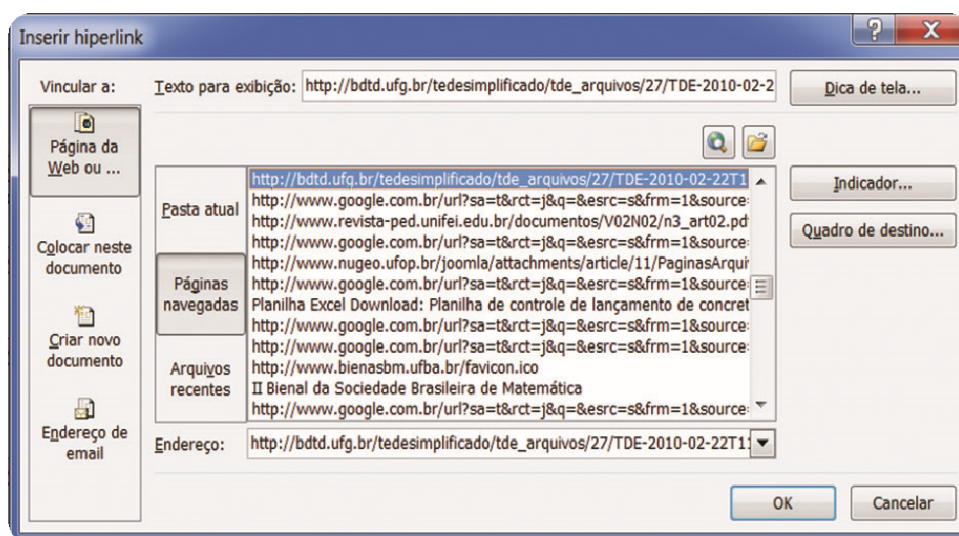 Inserir hiperlink
Vincular a:
Texto para exibição: http://bdtd.ufg.br/tedesimplificado/tde_arquivos/27/TDE-2010-02-2
Dica de tela...
Página da
Web ou ...
Colocar neste
documento
Criar novo
documento
Endereço de
email
Pasta atual
Páginas
navegadas
Arquivos
recentes
http://bdtd.ufg.br/tedesimplificado/tde_arquivos/27/TDE-2010-02-22T1
http://www.google.com.br/url?sa=t&rct=j&q=&esrc=s&frm=1&source=
http://www.revista-ped.unifei.edu.br/documentos/V02N02/n3_art02.pdf
http://www.google.com.br/url?sa=t&rct=j&q=&esrc=s&frm=1&source=
http://www.nugeo.ufop.br/joomla/attachments/article/11/PaginasArqui
http://www.google.com.br/url?sa=t&rct=j&q=&esrc=s&frm=1&source=
Planilha Excel Download: Planilha de controle de lançamento de concret
http://www.google.com.br/url?sa=t&rct=j&q=&esrc=s&frm=1&source=
http://www.google.com.br/url?sa=t&rct=j&q=&esrc=s&frm=1&source=
http://www.bienasbm.ufba.br/favicon.ico
II Bienal da Sociedade Brasileira de Matemática
http://www.google.com.br/url?sa=t&rct=j&q=&esrc=s&frm=1&source=
Indicador...
Quadro de destino...
Endereço: http://bdtd.ufg.br/tedesimplificado/tde_arquivos/27/TDE-2010-02-22T11
OK
Cancelar